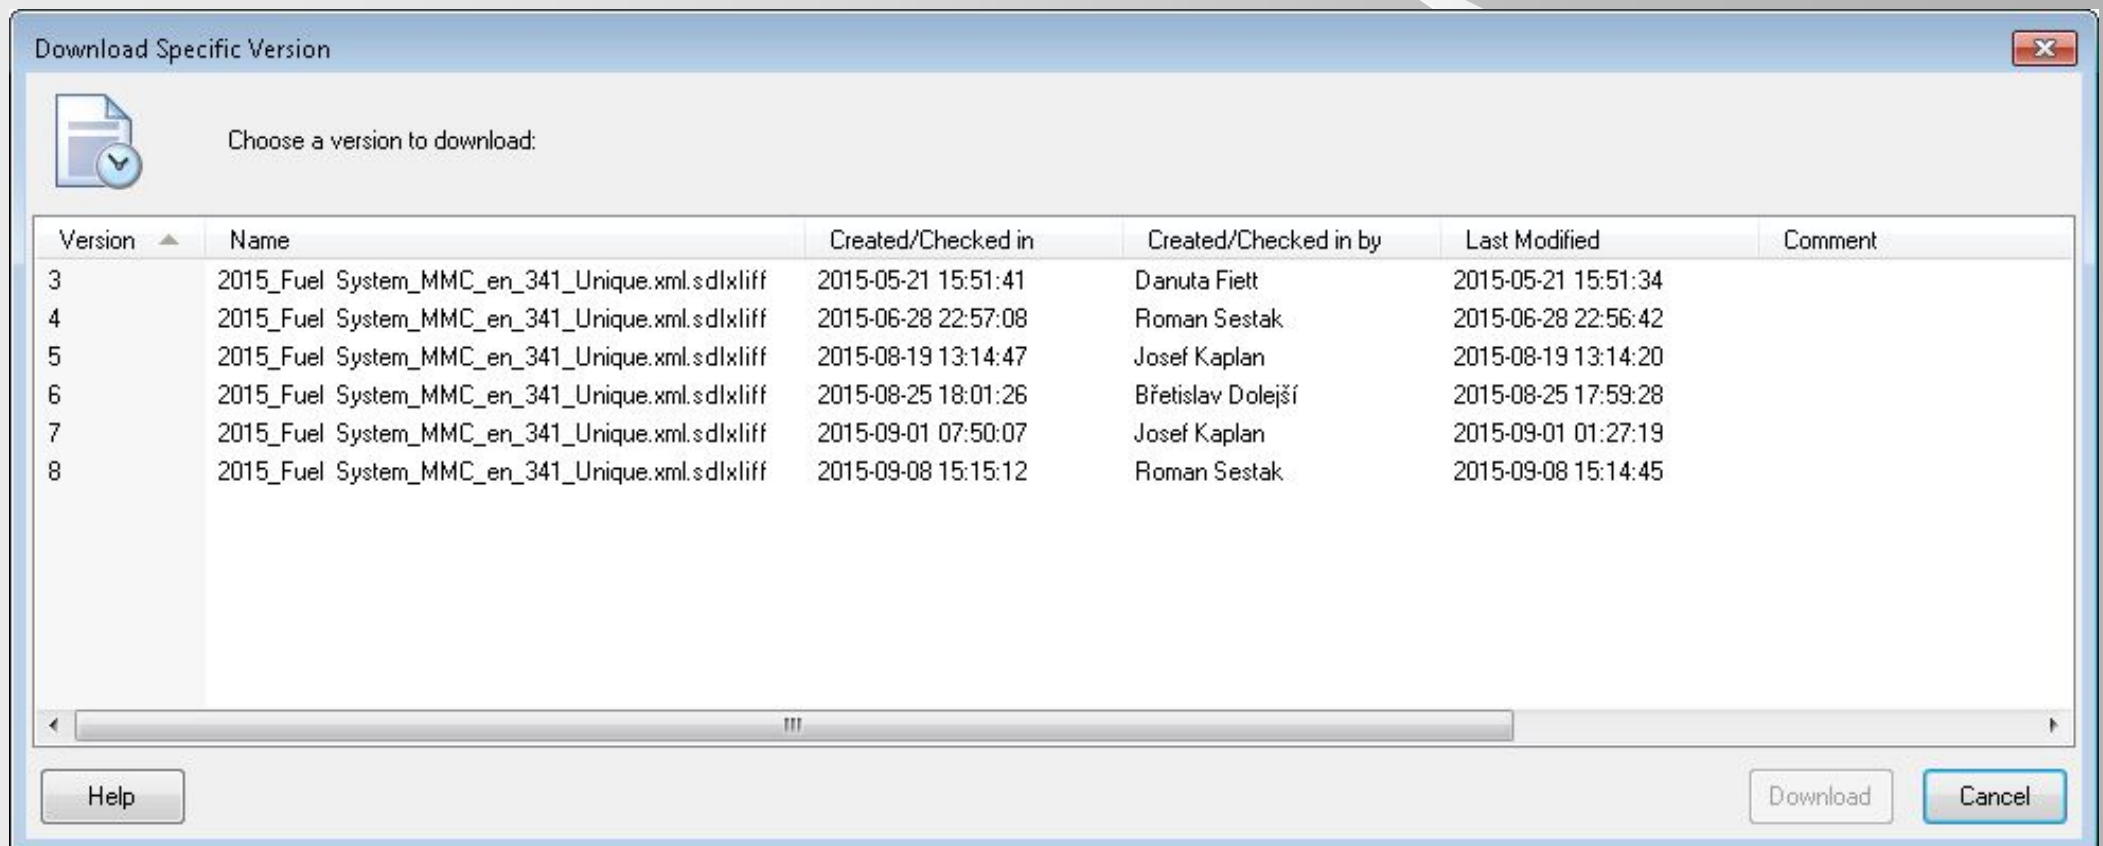 Download Specific Version
Choose a version to download:
Version Name Created/Checked in Created/Checked in by Last Modified Comment
3 2015_Fuel System_MMC_en_341_Unique.xml.sdlxliff 2015-05-21 15:51:41 Danuta Fiett 2015-05-21 15:51:34
4 2015_Fuel System_MMC_en_341_Unique.xml.sdlxliff 2015-06-28 22:57:08 Roman Sestak 2015-06-28 22:56:42
5 2015_Fuel System_MMC_en_341_Unique.xml.sdlxliff 2015-08-19 13:14:47 Josef Kaplan 2015-08-19 13:14:20
6 2015_Fuel System_MMC_en_341_Unique.xml.sdlxliff 2015-08-25 18:01:26 Břetislav Dolejší 2015-08-25 17:59:28
7 2015_Fuel System_MMC_en_341_Unique.xml.sdlxliff 2015-09-01 07:50:07 Josef Kaplan 2015-09-01 01:27:19
8 2015_Fuel System_MMC_en_341_Unique.xml.sdlxliff 2015-09-08 15:15:12 Roman Sestak 2015-09-08 15:14:45
Help Download Cancel